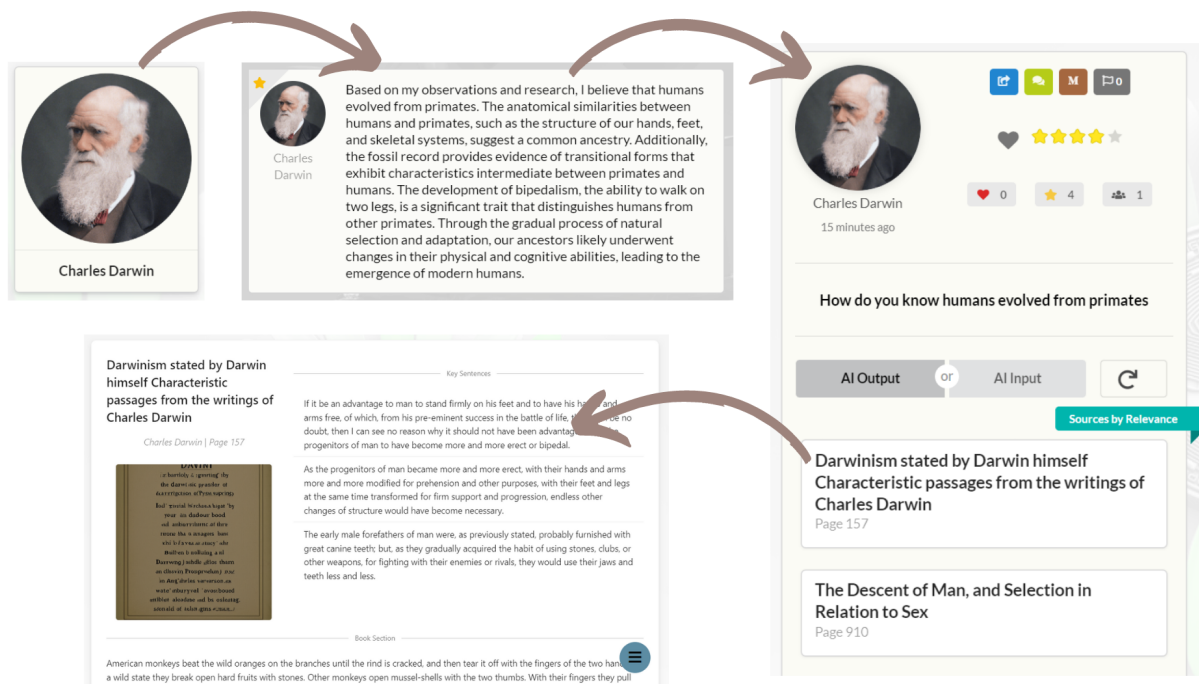 Charles Darwin
Charles
Darwin
Based on my observations and research, I believe that humans
evolved from primates. The anatomical similarities between
humans and primates, such as the structure of our hands, feet,
and skeletal systems, suggest a common ancestry. Additionally,
the fossil record provides evidence of transitional forms that
exhibit characteristics intermediate between primates and
humans. The development of bipedalism, the ability to walk on
two legs, is a significant trait that distinguishes humans from
other primates. Through the gradual process of natural
selection and adaptation, our ancestors likely underwent
changes in their physical and cognitive abilities, leading to the
emergence of modern humans.
M
0
Charles Darwin
15 minutes ago
0
4
1
How do you know humans evolved from primates
AI Output
or
AI Input
Sources by Relevance
Darwinism stated by Darwin himself
Characteristic passages from the writings of
Charles Darwin
Page 157
The Descent of Man, and Selection in
Relation to Sex
Page 910
Darwinism stated by Darwin
himself Characteristic
passages from the writings of
Charles Darwin
Charles Darwin | Page 157
Key Sentences
If it be an advantage to man to stand firmly on his feet and to have his and
arms free, of which, from his pre-eminent success in the battle of life, be no
doubt, then I can see no reason why it should not have been
progenitors of man to have become more and more erect or bipedal.
As the progenitors of man became more and more erect, with their hands and arms
more and more modified for prehension and other purposes, with their feet and legs
at the same time transformed for firm support and progression, endless other
changes of structure would have become necessary.
The early male forefathers of man were, as previously stated, probably furnished with
great canine teeth; but, as they gradually acquired the habit of using stones, clubs, or
other weapons, for fighting with their enemies or rivals, they would use their jaws and
teeth less and less.
Book Section
American monkeys beat the wild oranges on the branches until the rind is cracked, and then tear it off with the fingers of the two
a wild state they break open hard fruits with stones. Other monkeys open mussel-shells with the two thumbs. With their fingers they pull